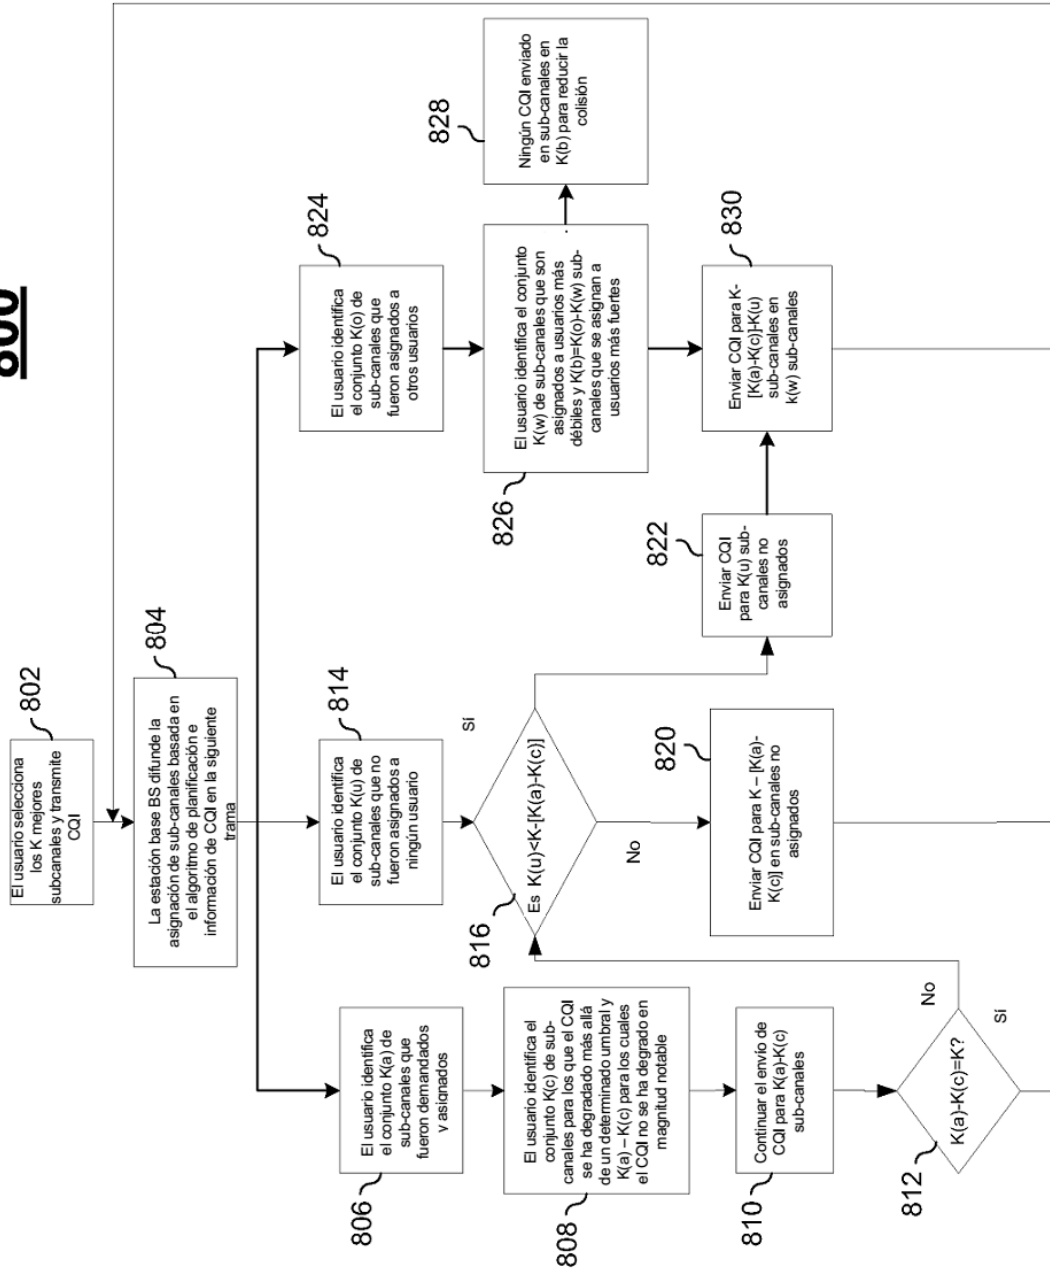 800
802
El usuario selecciona
los K mejores
subcanales y transmite
CQI
804
La estación base BS difunde la
asignación de sub-canales basada en
el algoritmo de planificación e
información de CQI en la siguiente
trama
806
El usuario identifica
el conjunto K(a) de
sub-canales que
fueron demandados
y asignados
808
El usuario identifica el
conjunto K(c) de sub-
canales para los que el CQI
se ha degradado más allá
de un determinado umbral y
K(a) – K(c) para los cuales
el CQI no se ha degrado en
magnitud notable
810
Continuar el envío de
CQI para K(a)-K(c)
sub-canales
812
K(a)-K(c)=K?
No
Sí
814
El usuario identifica
el conjunto K(u) de
sub-canales que no
fueron asignados a
ningún usuario
816
Es K(u)<K-[K(a)-K(c)]
Sí
No
820
Enviar CQI para K – [K(a)-
K(c)] en sub-canales no
asignados
822
Enviar CQI
para K(u) sub-
canales no
asignados
824
El usuario identifica
el conjunto K(o) de
sub-canales que
fueron asignados a
otros usuarios
826
El usuario identifica el conjunto
K(w) de sub-canales que son
asignados a usuarios más
débiles y K(b)=K(o)-K(w) sub-
canales que se asignan a
usuarios más fuertes
828
Ningún CQI enviado
en sub-canales en
K(b) para reducir la
colisión
830
Enviar CQI para K-
[K(a)-K(c)]-K(u)
sub-canales en
k(w) sub-canales